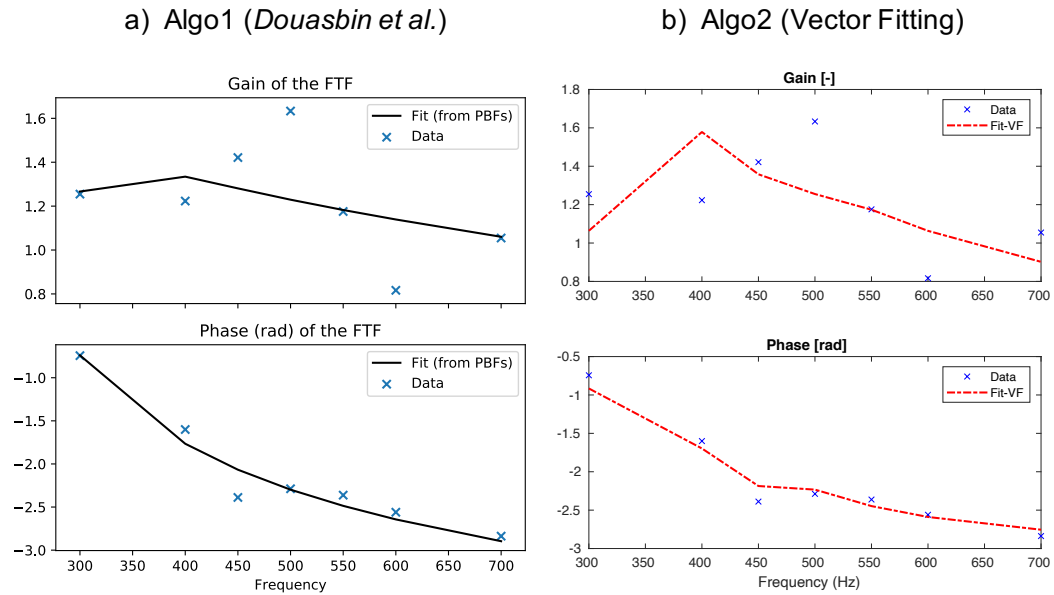 a) Algo1 (Douasbin et al.)
b) Algo2 (Vector Fitting)
Gain of the FTF
1.6
1.4
1.2
1.0
0.8
Fit (from PBFs)
Data
Phase (rad) of the FTF
−1.0
−1.5
−2.0
−2.5
−3.0
Fit (from PBFs)
Data
300
400
450
500
550
600
700
Frequency
Gain [-]
1.8
1.6
1.4
1.2
1
0.8
Data
Fit-VF
300
350
400
450
500
550
600
650
700
Phase [rad]
-0.5
-1
-1.5
-2
-2.5
-3
Data
Fit-VF
300
350
400
450
500
550
600
650
700
Frequency (Hz)